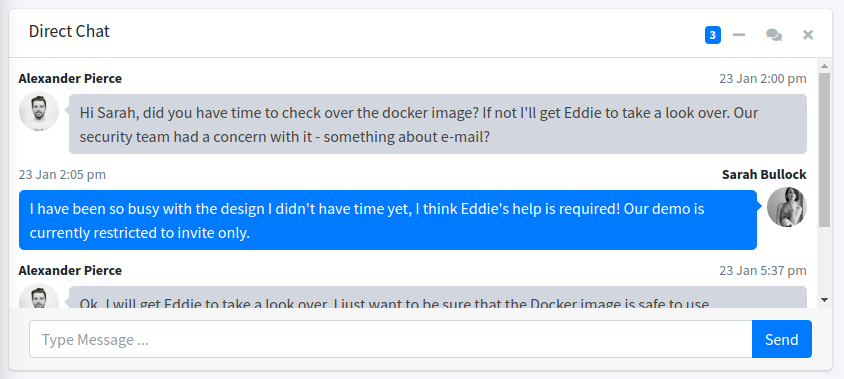 Direct Chat
3
Alexander Pierce
23 Jan 2:00 pm
Hi Sarah, did you have time to check over the docker image? If not I'll get Eddie to take a look over. Our
security team had a concern with it - something about e-mail?
23 Jan 2:05 pm
Sarah Bullock
I have been so busy with the design I didn't have time yet, I think Eddie's help is required! Our demo is
currently restricted to invite only.
Alexander Pierce
23 Jan 5:37 pm
Ok, I will get Eddie to take a look over. I just want to be sure that the Docker image is safe to use.
Type Message ...
Send